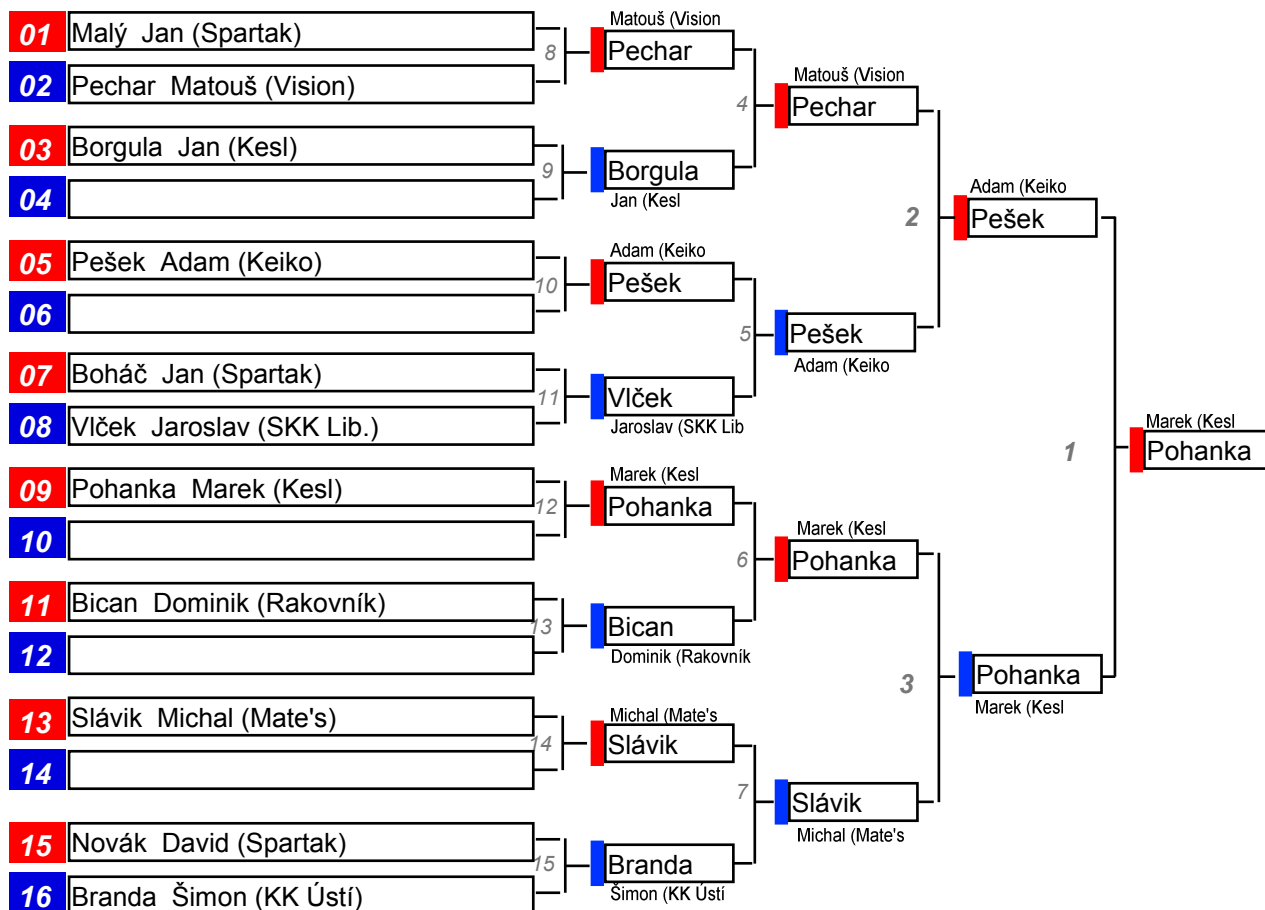 01 Malý Jan (Spartak)
02 Pechar Matouš (Vision)
03 Borgula Jan (Kesl)
04
05 Pešek Adam (Keiko)
06
07 Boháč Jan (Spartak)
08 Vlček Jaroslav (SKK Lib.)
09 Pohanka Marek (Kesl)
10
11 Bican Dominik (Rakovník)
12
13 Slávik Michal (Mate's)
14
15 Novák David (Spartak)
16 Branda Šimon (KK Ústí)
8
9
10
11
12
13
14
15
Matouš (Vision
Pechar
Borgula
Jan (Kesl
Adam (Keiko
Pešek
Vlček
Jaroslav (SKK Lib
Marek (Kesl
Pohanka
Bican
Dominik (Rakovník
Michal (Mate's
Slávik
Branda
Šimon (KK Ústí
4
5
6
7
Matouš (Vision
Pechar
Pešek
Adam (Keiko
Marek (Kesl
Pohanka
Slávik
Michal (Mate's
2
3
Adam (Keiko
Pešek
Pohanka
Marek (Kesl
1
Marek (Kesl
Pohanka